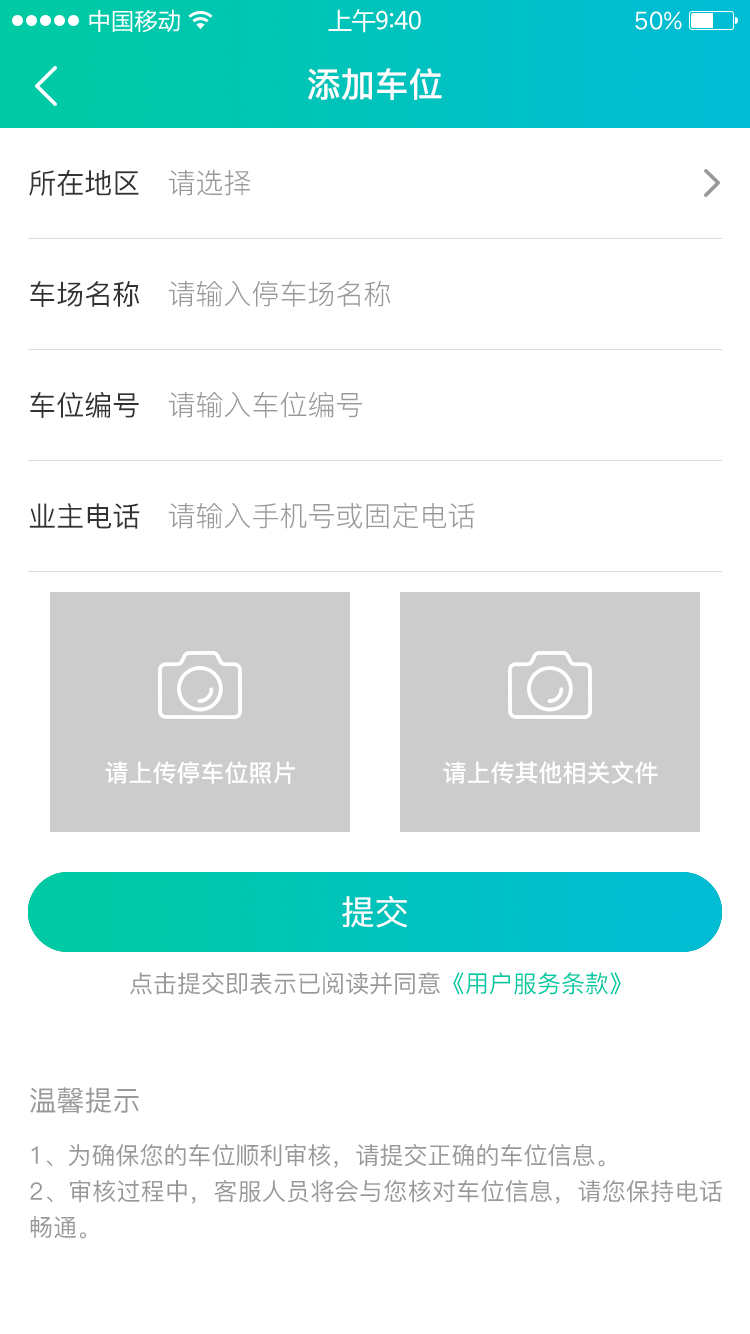 中国移动 上午9:40 50%
添加车位
所在地区 请选择
车场名称 请输入停车场名称
车位编号 请输入车位编号
业主电话 请输入手机号或固定电话
请上传停车位照片 请上传其他相关文件
提交
点击提交即表示已阅读并同意《用户服务条款》
温馨提示
1、为确保您的车位顺利审核，请提交正确的车位信息。
2、审核过程中，客服人员将会与您核对车位信息，请您保持电话
畅通。